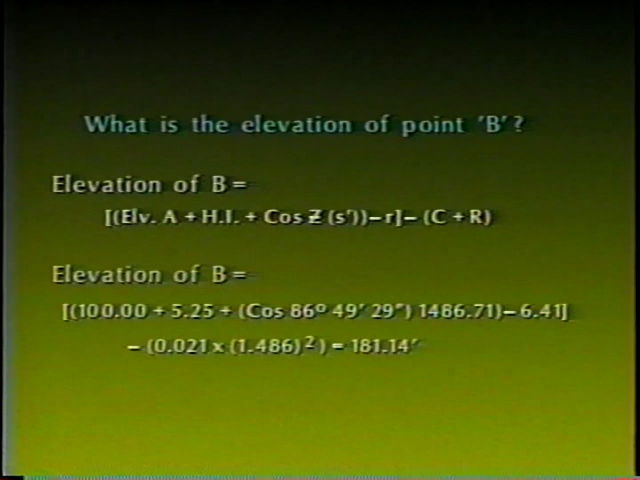 What is the elevation of point 'B'?
Elevation of B=
[(Elv. A + H.I. + Cos Z (s'))–r]– (C + R)
Elevation of B=
[(100.00 + 5.25 + (Cos 86º 49' 29") 1486.71)– 6.41]
– (0.021 x (1.486)²) = 181.14'